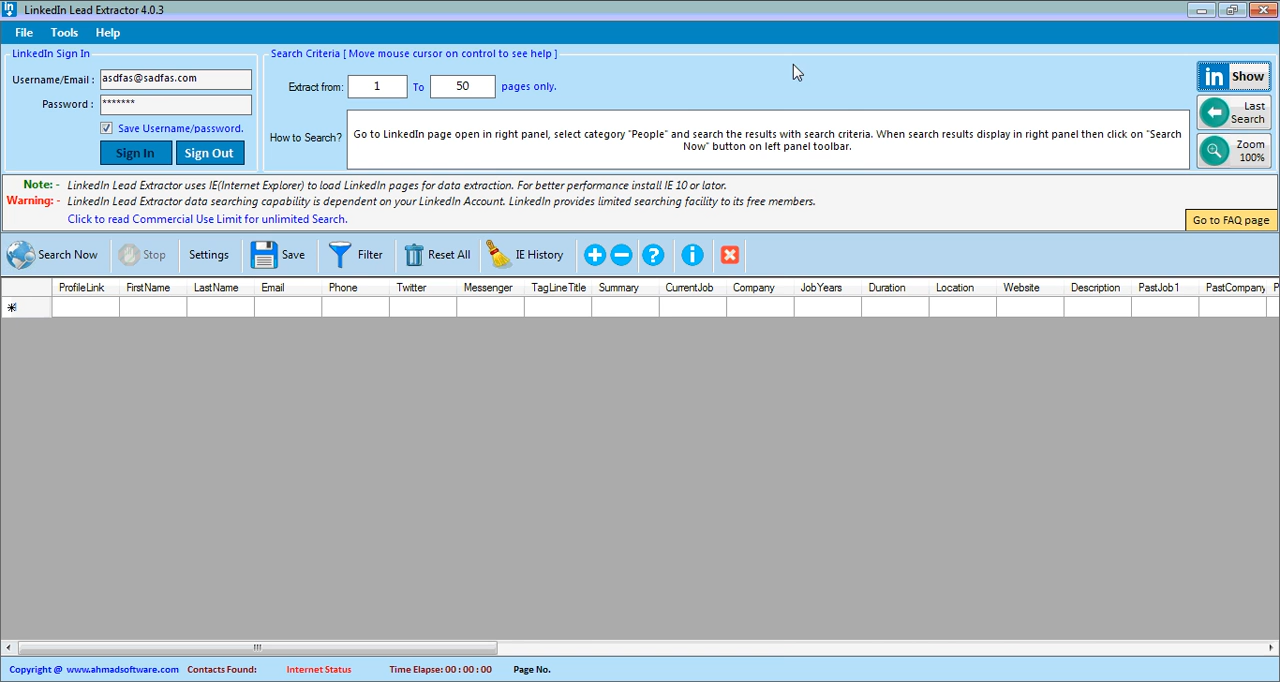 in LinkedIn Lead Extractor 4.0.3
File Tools Help
LinkedIn Sign In
Username/Email : asdfas@sadfas.com
Password : *******
Save Username/password.
Sign In Sign Out
Search Criteria [ Move mouse cursor on control to see help ]
Extract from: 1 To 50 pages only.
How to Search?
Go to LinkedIn page open in right panel, select category "People" and search the results with search criteria. When search results display in right panel then click on "Search
Now" button on left panel toolbar.
in Show
Last
Search
Zoom
100%
Note: - LinkedIn Lead Extractor uses IE(Internet Explorer) to load LinkedIn pages for data extraction. For better performance install IE 10 or later.
Warning: - LinkedIn Lead Extractor data searching capability is dependent on your LinkedIn Account. LinkedIn provides limited searching facility to its free members.
Click to read Commercial Use Limit for unlimited Search.
Go to FAQ page
Search Now Stop Settings Save Filter Reset All IE History
ProfileLink FirstName LastName Email Phone Twitter Messenger TagLineTitle Summary CurrentJob Company JobYears Duration Location Website Description PastJob1 PastCompany P
Copyright @ www.ahmadsoftware.com Contacts Found: Internet Status Time Elapse: 00 : 00 : 00 Page No.